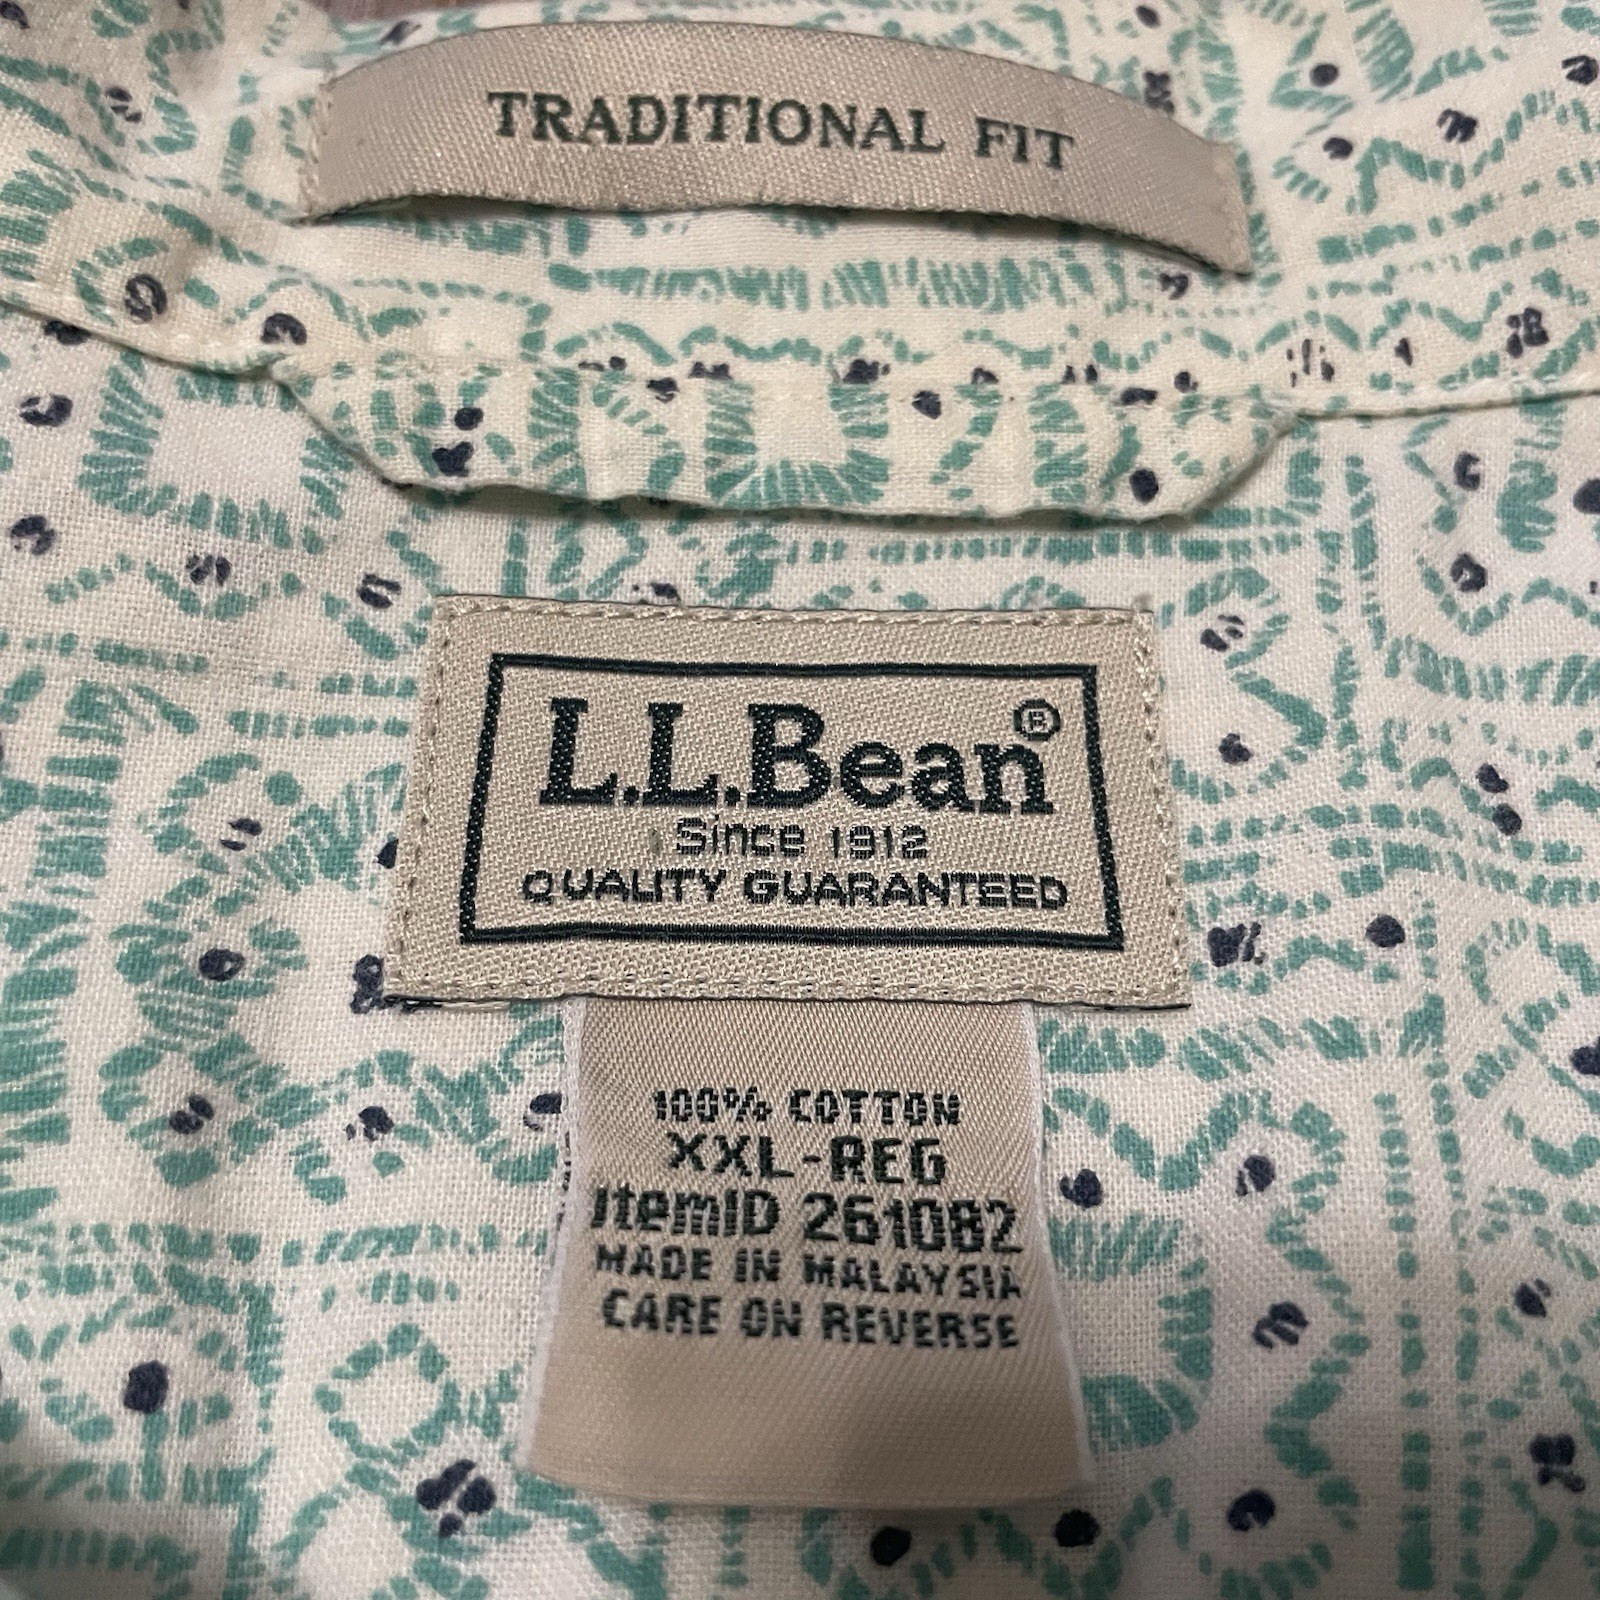 TRADITIONAL FIT
L.L.Bean®
Since 1912
QUALITY GUARANTEED
100% COTTON
XXL-REG
ItemID 261082
MADE IN MALAYSIA
CARE ON REVERSE